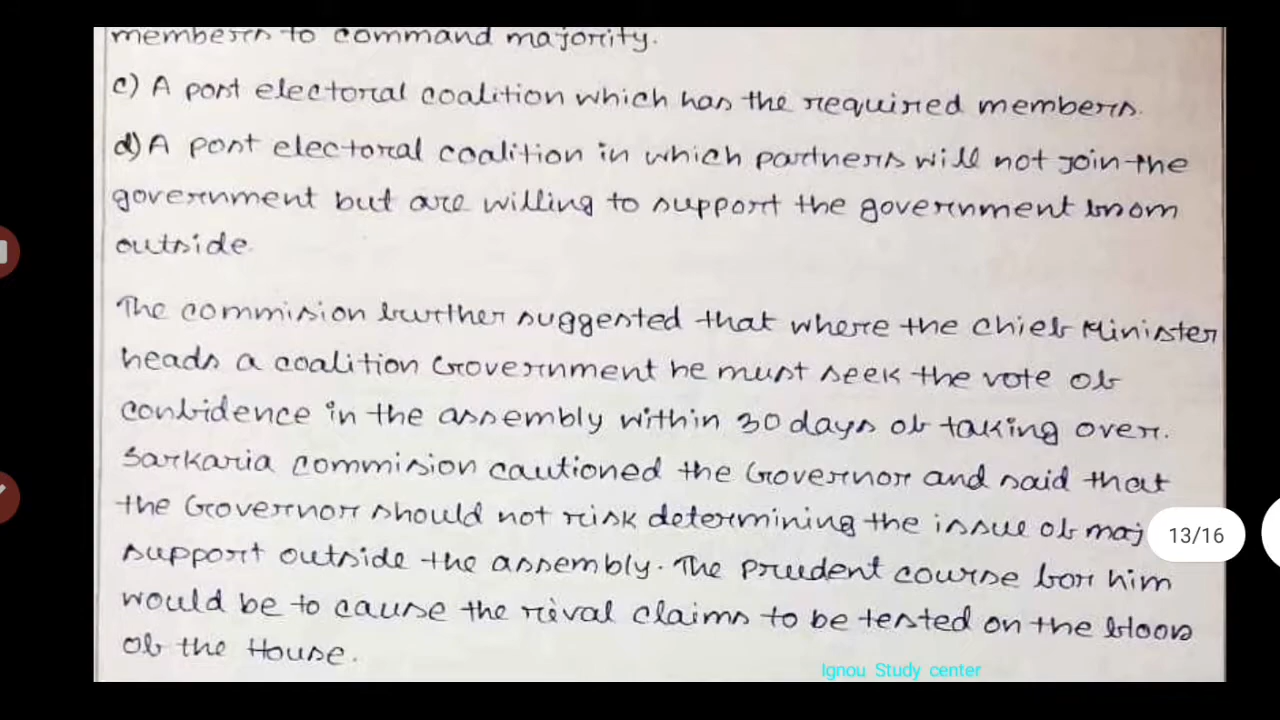 members to command majority.
c) A post electoral coalition which has the required members.
d) A post electoral coalition in which partners will not join the
government but are willing to support the government from
outside.
The commision further suggested that where the Chief Minister
heads a coalition Government he must seek the vote of
confidence in the assembly within 30 days of taking over.
Sarkaria commision cautioned the Governor and said that
the Governor should not risk determining the issue of maj
13/16
support outside the assembly. The prudent course for him
would be to cause the rival claims to be tested on the floor
of the House.
Ignou Study center